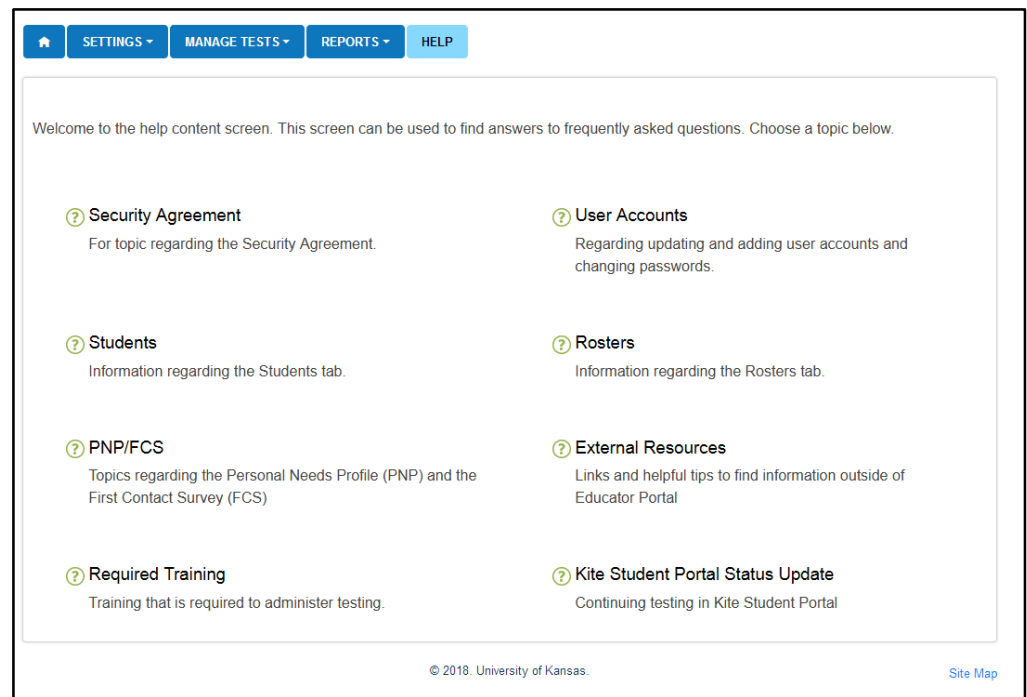 SETTINGS MANAGE TESTS REPORTS HELP
Welcome to the help content screen. This screen can be used to find answers to frequently asked questions. Choose a topic below.
Security Agreement
For topic regarding the Security Agreement.
User Accounts
Regarding updating and adding user accounts and
changing passwords.
Students
Information regarding the Students tab.
Rosters
Information regarding the Rosters tab.
PNP/FCS
Topics regarding the Personal Needs Profile (PNP) and the
First Contact Survey (FCS)
External Resources
Links and helpful tips to find information outside of
Educator Portal
Required Training
Training that is required to administer testing.
Kite Student Portal Status Update
Continuing testing in Kite Student Portal
© 2018. University of Kansas.
Site Map